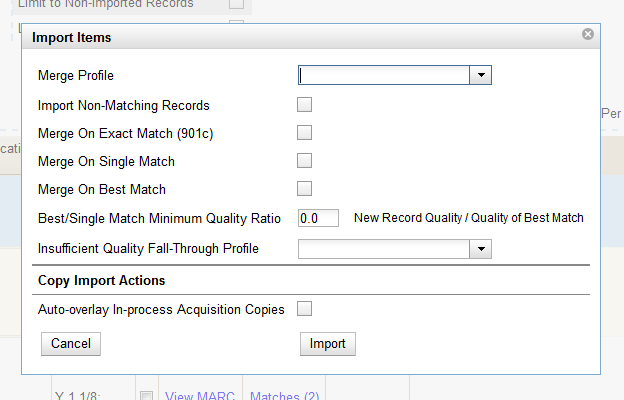 Limit to Non-Imported Records
Import Items
Merge Profile
Import Non-Matching Records
Per
Merge On Exact Match (901c)
cati
Merge On Single Match
Merge On Best Match
Best/Single Match Minimum Quality Ratio 0.0 New Record Quality / Quality of Best Match
Insufficient Quality Fall-Through Profile
Copy Import Actions
Auto-overlay In-process Acquisition Copies
Cancel Import
Y 1.1/8: View MARC Matches (2)